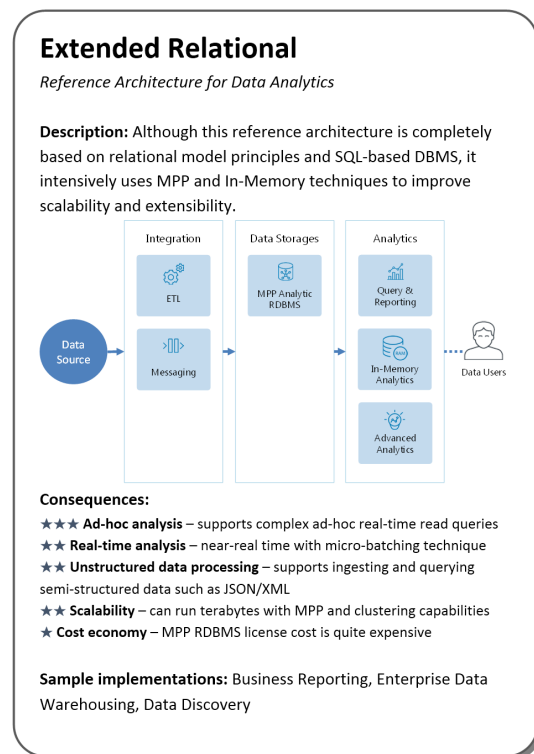 Extended Relational
Reference Architecture for Data Analytics
Description: Although this reference architecture is completely
based on relational model principles and SQL-based DBMS, it
intensively uses MPP and In-Memory techniques to improve
scalability and extensibility.
Integration
Data Storages
Analytics
ETL
MPP Analytic
RDBMS
Query &
Reporting
Data
Source
Messaging
RAM
In-Memory
Analytics
Data Users
Advanced
Analytics
Consequences:
★★★ Ad-hoc analysis – supports complex ad-hoc real-time read queries
★★ Real-time analysis – near-real time with micro-batching technique
★★ Unstructured data processing – supports ingesting and querying
semi-structured data such as JSON/XML
★★ Scalability – can run terabytes with MPP and clustering capabilities
★ Cost economy – MPP RDBMS license cost is quite expensive
Sample implementations: Business Reporting, Enterprise Data
Warehousing, Data Discovery